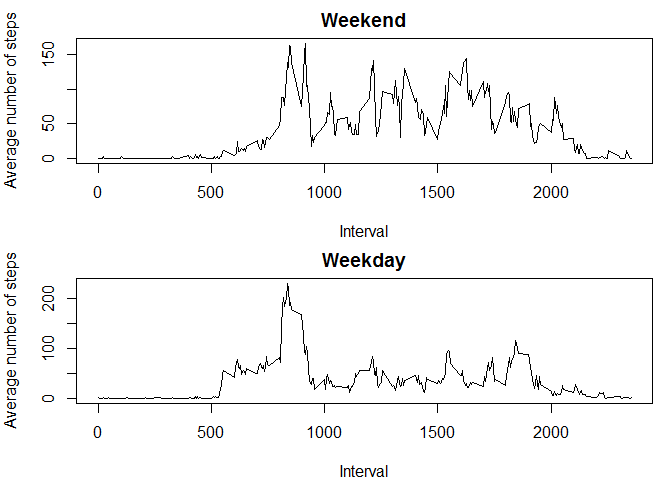 Weekend
Average number of steps
0 50 150
0 500 1000 1500 2000
Interval
Weekday
Average number of steps
0 100 200
0 500 1000 1500 2000
Interval